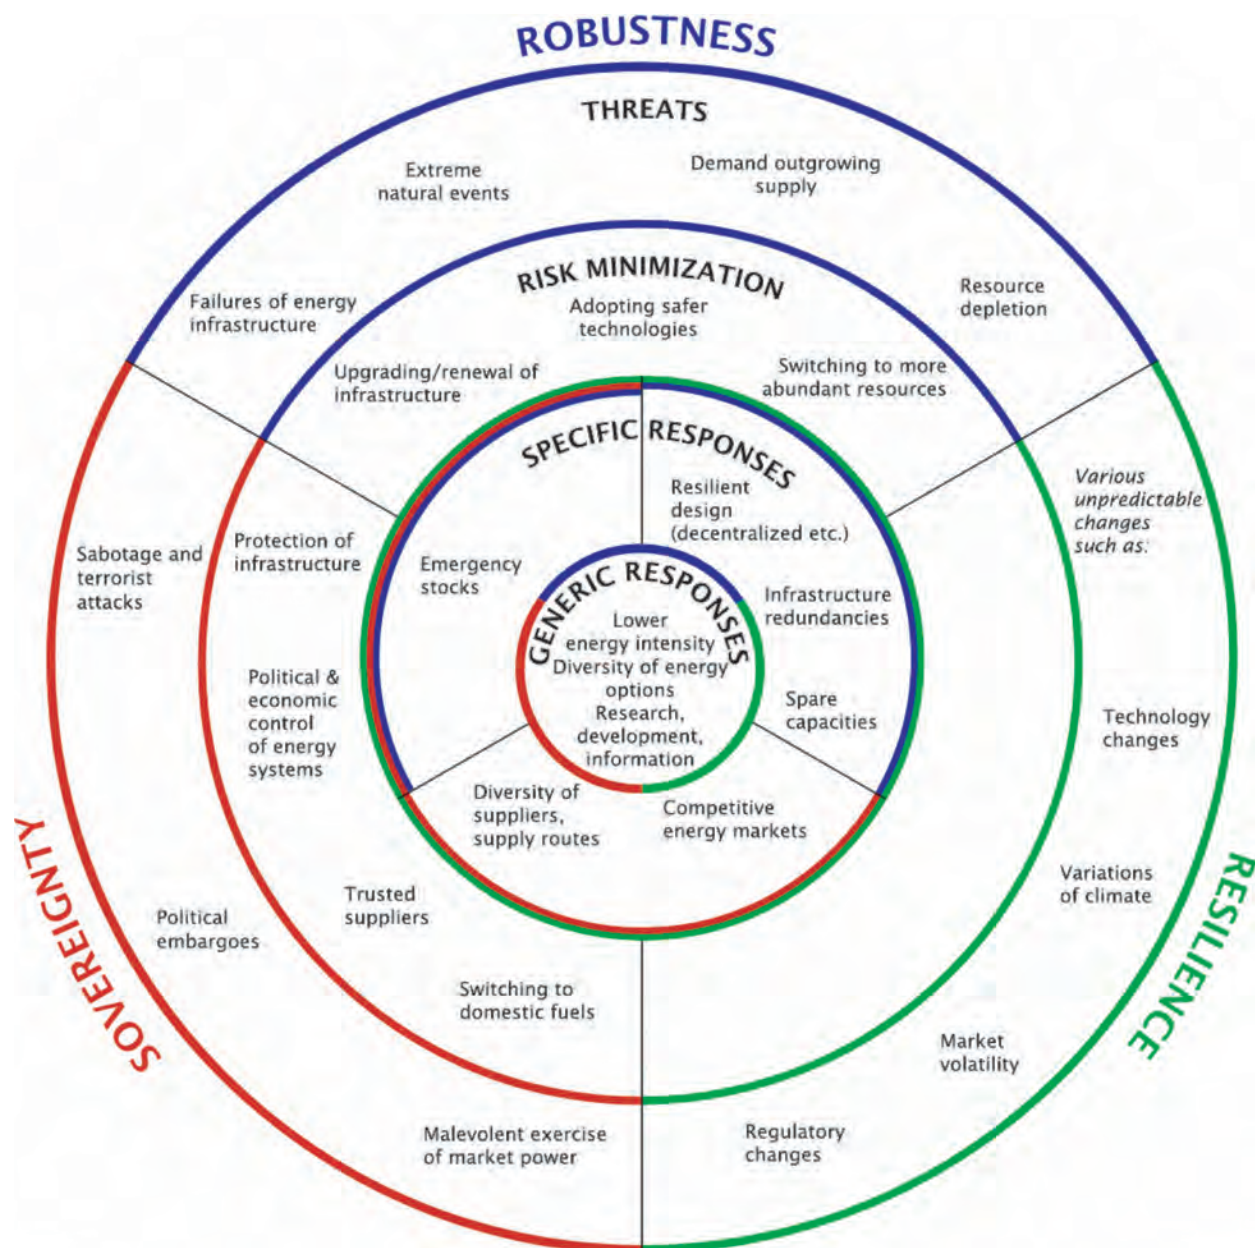 ROBUSTNESS
THREATS
Extreme
natural events
Demand outgrowing
supply
Failures of energy
infrastructure
Resource
depletion
RISK MINIMIZATION
Adopting safer
technologies
Upgrading/renewal of
infrastructure
Switching to more
abundant resources
SPECIFIC RESPONSES
Resilient
design
(decentralized etc.)
Various
unpredictable
changes
such as:
Sabotage and
terrorist
attacks
Protection of
infrastructure
Emergency
stocks
GENERIC RESPONSES
Lower
energy intensity
Diversity of energy
options
Research,
development,
information
Infrastructure
redundancies
Political &
economic
control
of energy
systems
Spare
capacities
Technology
changes
Diversity of
suppliers,
supply routes
Competitive
energy markets
SOVEREIGNTY
RESILIENCE
Trusted
suppliers
Variations
of climate
Political
embargoes
Switching to
domestic fuels
Market
volatility
Malevolent exercise
of market power
Regulatory
changes